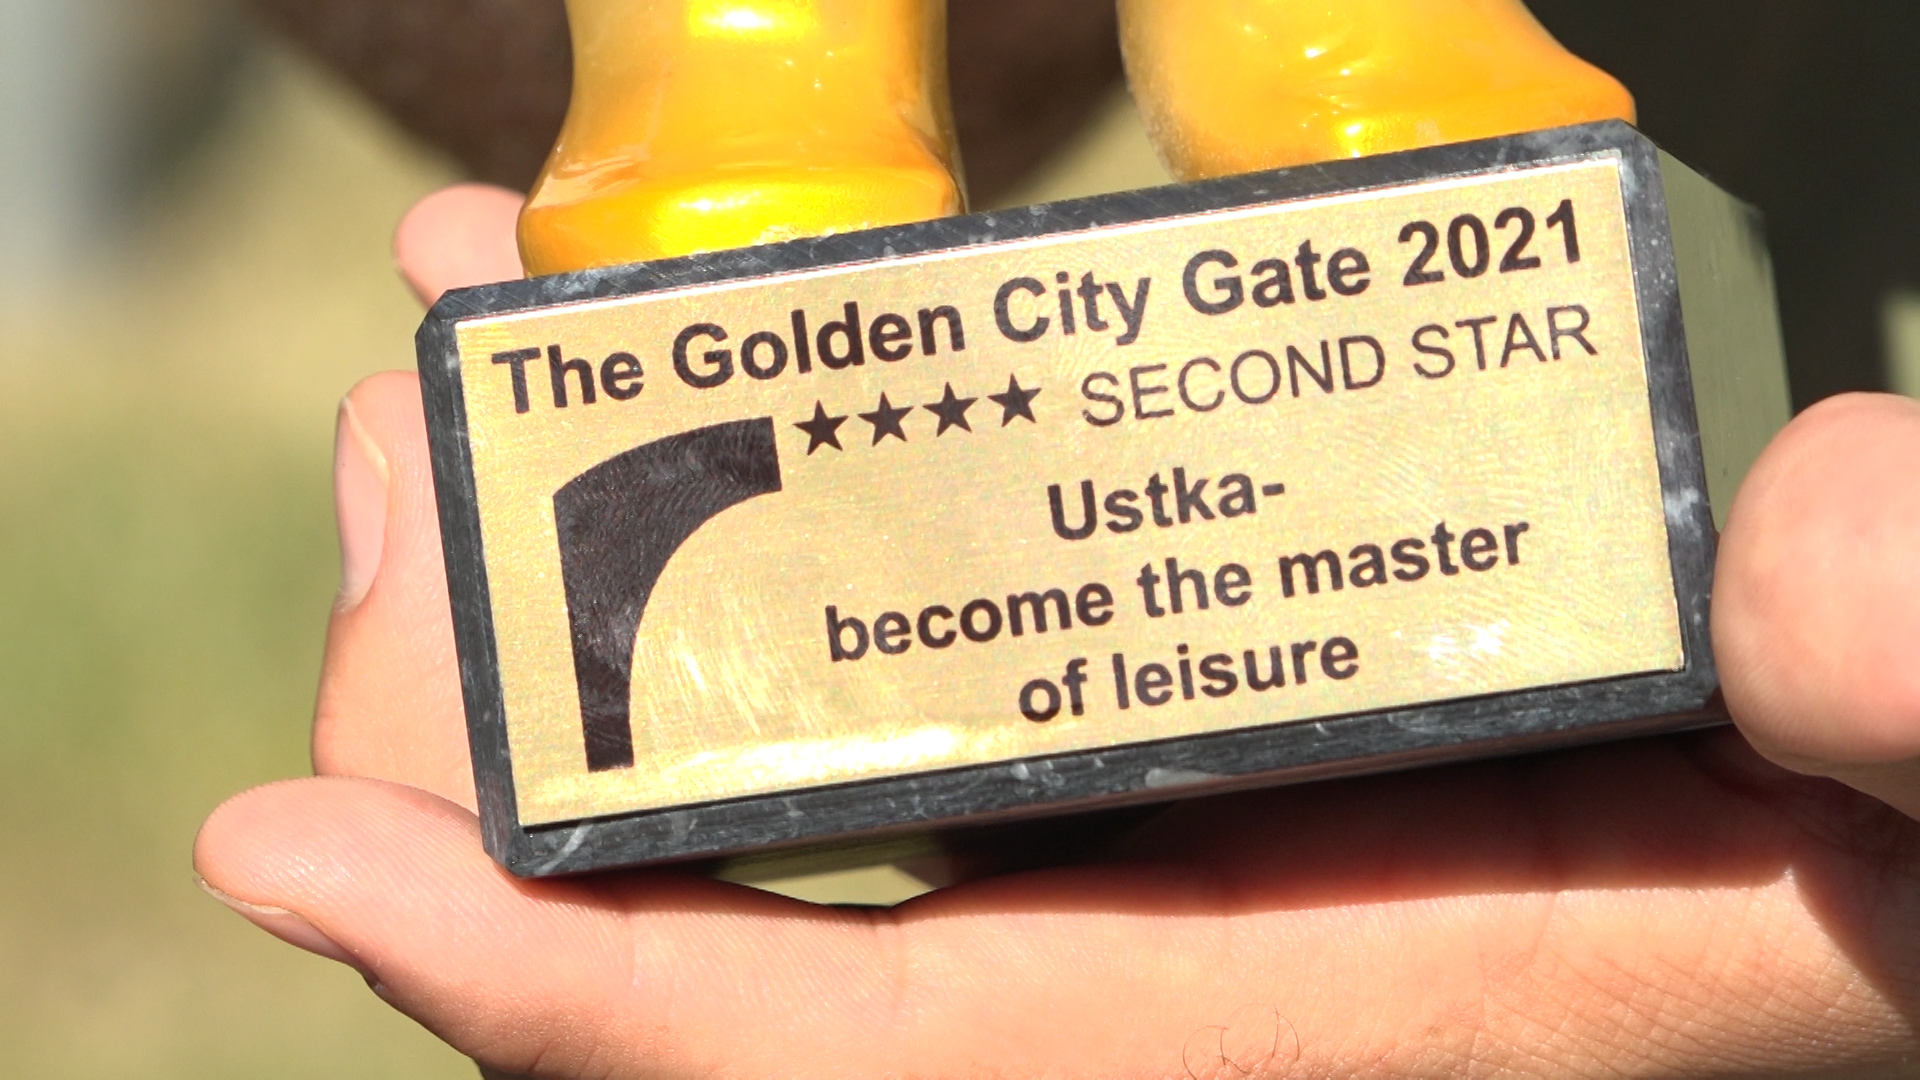 The Golden City Gate 2021
★★★★ SECOND STAR
Ustka-
become the master
of leisure